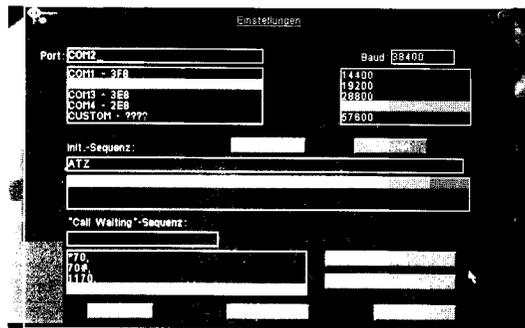 Einstellungen
Port: COM2_
Baud: 38400
COM1 - 3F8
COM3 - 3E8
COM4 - 2E8
CUSTOM - ????
14400
19200
28800
57600
Init.-Sequenz:
ATZ
"Call Waiting"-Sequenz:
*70,
70#,
1170,